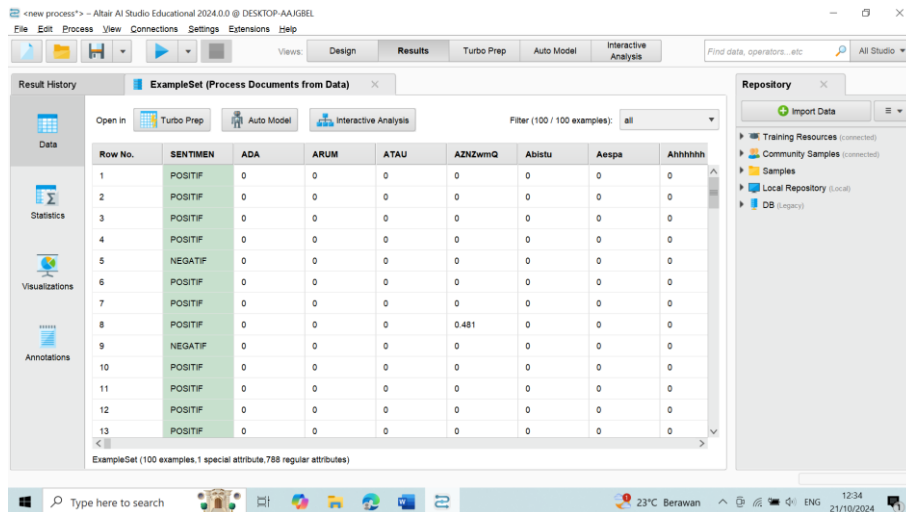 <new process*> – Altair AI Studio Educational 2024.0.0 @ DESKTOP-AAJGBEL
File Edit Process View Connections Settings Extensions Help
Views: Design Results Turbo Prep Auto Model Interactive Analysis Find data, operators...etc All Studio
Result History ExampleSet (Process Documents from Data) Repository
Open in Turbo Prep Auto Model Interactive Analysis Filter (100 / 100 examples): all Import Data
Data
Statistics
Visualizations
Annotations
Row No. SENTIMEN ADA ARUM ATAU AZNZwmQ Abistu Aespa Ahhhhhh
1 POSITIF 0 0 0 0 0 0 0
2 POSITIF 0 0 0 0 0 0 0
3 POSITIF 0 0 0 0 0 0 0
4 POSITIF 0 0 0 0 0 0 0
5 NEGATIF 0 0 0 0 0 0 0
6 POSITIF 0 0 0 0 0 0 0
7 POSITIF 0 0 0 0 0 0 0
8 POSITIF 0 0 0 0.481 0 0 0
9 NEGATIF 0 0 0 0 0 0 0
10 POSITIF 0 0 0 0 0 0 0
11 POSITIF 0 0 0 0 0 0 0
12 POSITIF 0 0 0 0 0 0 0
13 POSITIF 0 0 0 0 0 0 0
ExampleSet (100 examples,1 special attribute,788 regular attributes)
Training Resources (connected)
Community Samples (connected)
Samples
Local Repository (Local)
DB (Legacy)
Type here to search 23°C Berawan ENG 12:34
21/10/2024